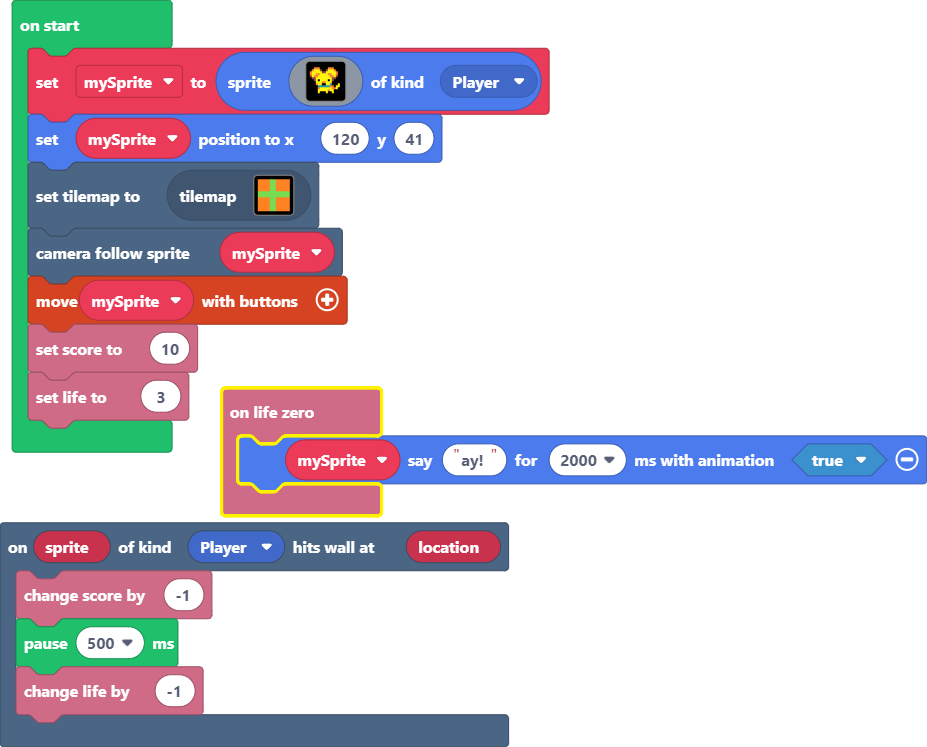 on start
set mySprite to sprite of kind Player
set mySprite position to x 120 y 41
set tilemap to tilemap
camera follow sprite mySprite
move mySprite with buttons
set score to 10
set life to 3
on life zero
mySprite say "ay! " for 2000 ms with animation true
on sprite of kind Player hits wall at location
change score by -1
pause 500 ms
change life by -1